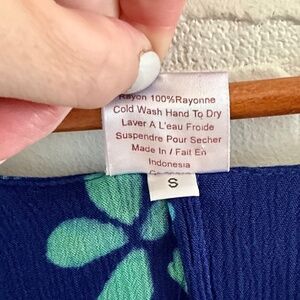 Rayon 100%Rayonne
Cold Wash Hand To Dry
Laver A L'eau Froide
Suspendre Pour Secher
Made In / Fait En
Indonesia
S